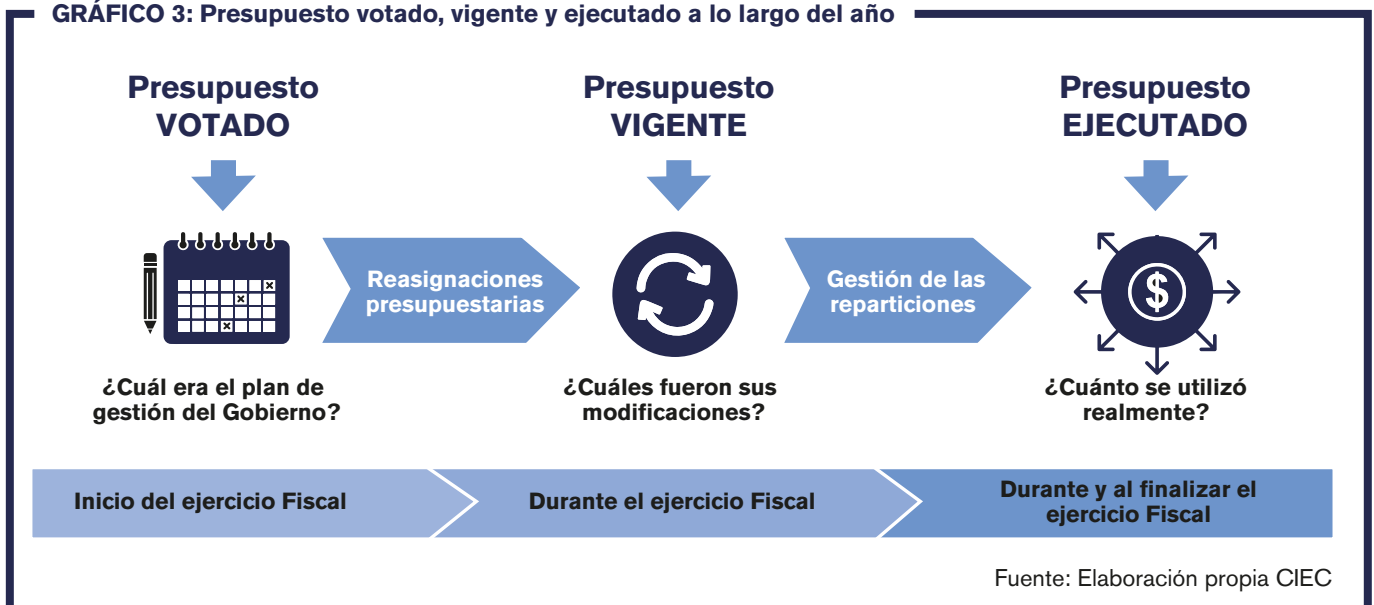 GRÁFICO 3: Presupuesto votado, vigente y ejecutado a lo largo del año
Presupuesto
VOTADO
Presupuesto
VIGENTE
Presupuesto
EJECUTADO
Reasignaciones
presupuestarias
Gestión de las
reparticiones
$
¿Cuál era el plan de
gestión del Gobierno?
¿Cuáles fueron sus
modificaciones?
¿Cuánto se utilizó
realmente?
Inicio del ejercicio Fiscal
Durante el ejercicio Fiscal
Durante y al finalizar el
ejercicio Fiscal
Fuente: Elaboración propia CIEC